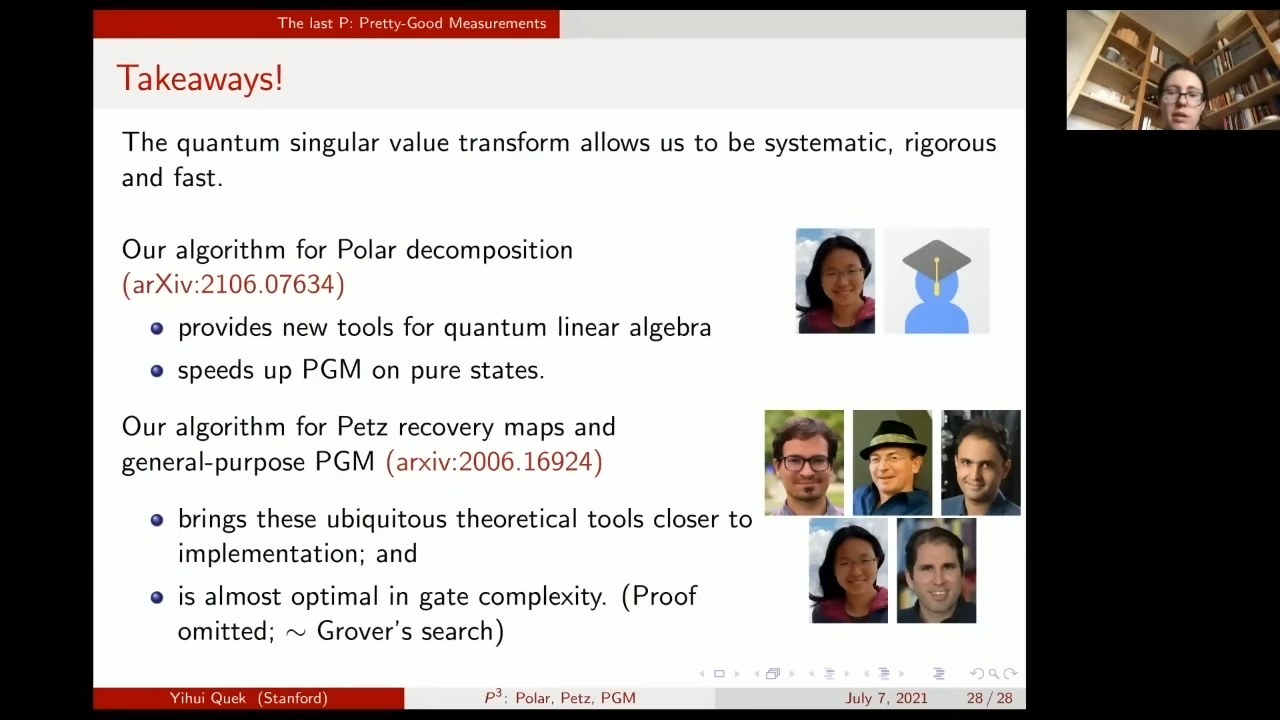 The last P: Pretty-Good Measurements
Takeaways!
The quantum singular value transform allows us to be systematic, rigorous
and fast.
Our algorithm for Polar decomposition
(arXiv:2106.07634)
provides new tools for quantum linear algebra
speeds up PGM on pure states.
Our algorithm for Petz recovery maps and
general-purpose PGM (arxiv:2006.16924)
brings these ubiquitous theoretical tools closer to
implementation; and
is almost optimal in gate complexity. (Proof
omitted; ∼ Grover's search)
Yihui Quek (Stanford)
P³: Polar, Petz, PGM
July 7, 2021
28 / 28